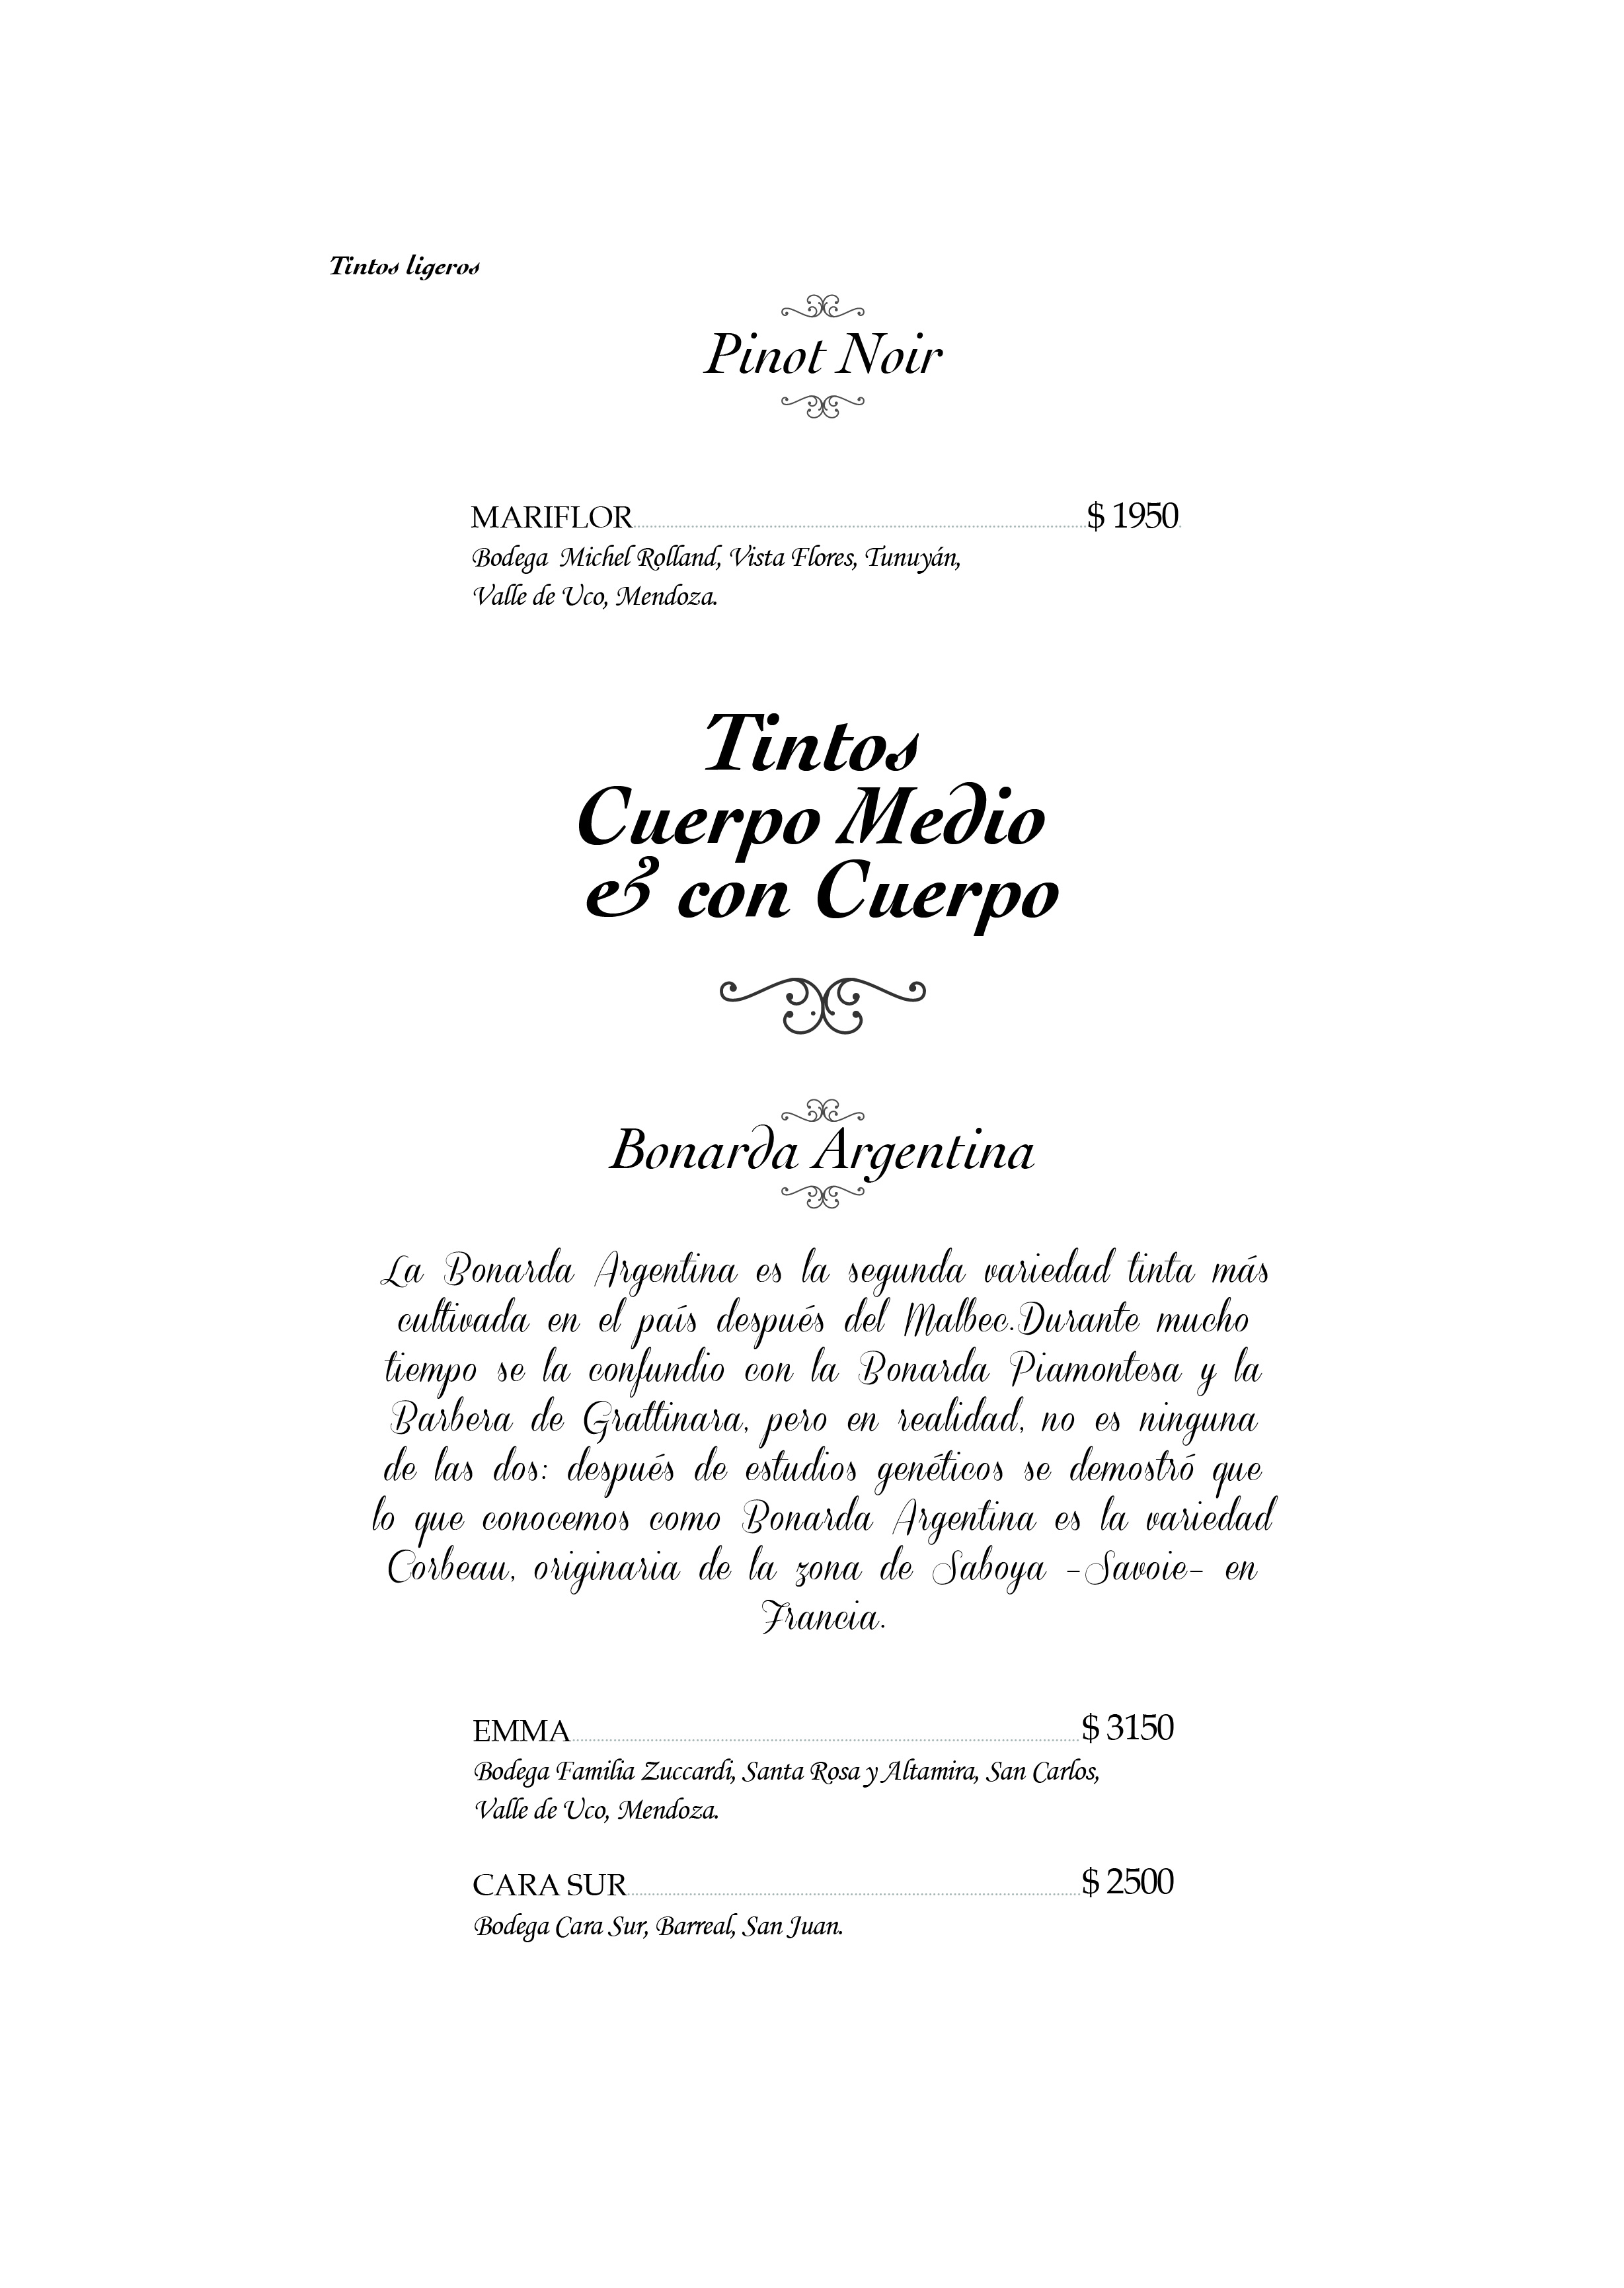 Tintos ligeros
Pinot Noir
MARIFLOR $ 1950
Bodega Michel Rolland, Vista Flores, Tunuyán,
Valle de Uco, Mendoza.
Tintos
Cuerpo Medio
& con Cuerpo
Bonarda Argentina
La Bonarda Argentina es la segunda variedad tinta más
cultivada en el país después del Malbec.Durante mucho
tiempo se la confundio con la Bonarda Piamontesa y la
Barbera de Grattinara, pero en realidad, no es ninguna
de las dos: después de estudios genéticos se demostró que
lo que conocemos como Bonarda Argentina es la variedad
Corbeau, originaria de la zona de Saboya -Savoie- en
Francia.
EMMA $ 3150
Bodega Familia Zuccardi, Santa Rosa y Altamira, San Carlos,
Valle de Uco, Mendoza.
CARA SUR $ 2500
Bodega Cara Sur, Barreal, San Juan.